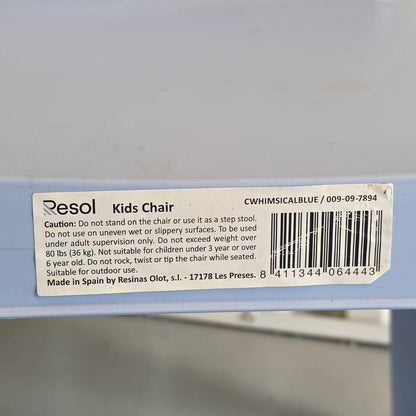 Resol Kids Chair
CWHIMSICALBLUE / 009-09-7894
Caution: Do not stand on the chair or use it as a step stool.
Do not use on uneven wet or slippery surfaces. To be used
under adult supervision only. Do not exceed weight over
80 lbs (36 kg). Not suitable for children under 3 year or over
6 year old. Do not rock, twist or tip the chair while seated.
Suitable for outdoor use.
Made in Spain by Resinas Olot, s.l. - 17178 Les Preses.
8 411344 064443